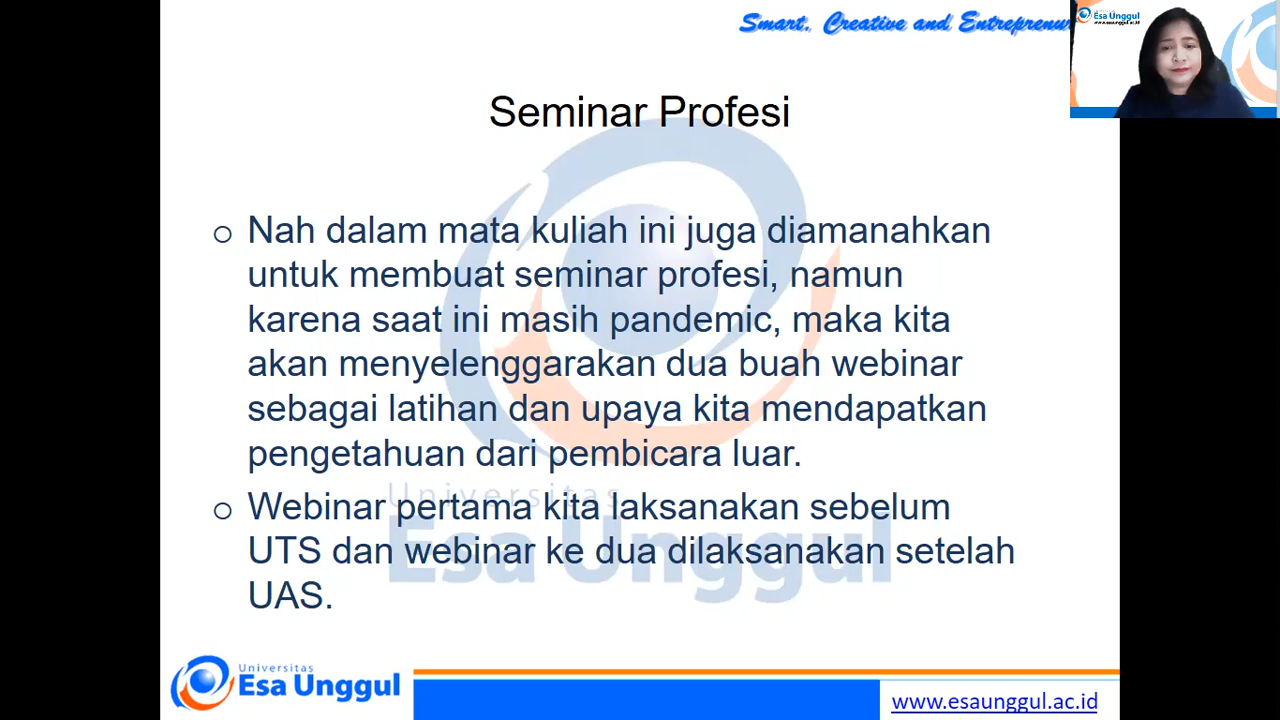 Smart, Creative and Entrepreneu
Esa Unggul
www.esaunggul.ac.id
Seminar Profesi
Nah dalam mata kuliah ini juga diamanahkan
untuk membuat seminar profesi, namun
karena saat ini masih pandemic, maka kita
akan menyelenggarakan dua buah webinar
sebagai latihan dan upaya kita mendapatkan
pengetahuan dari pembicara luar.
Webinar pertama kita laksanakan sebelum
UTS dan webinar ke dua dilaksanakan setelah
UAS.
Universitas
Esa Unggul
Universitas
Esa Unggul
www.esaunggul.ac.id